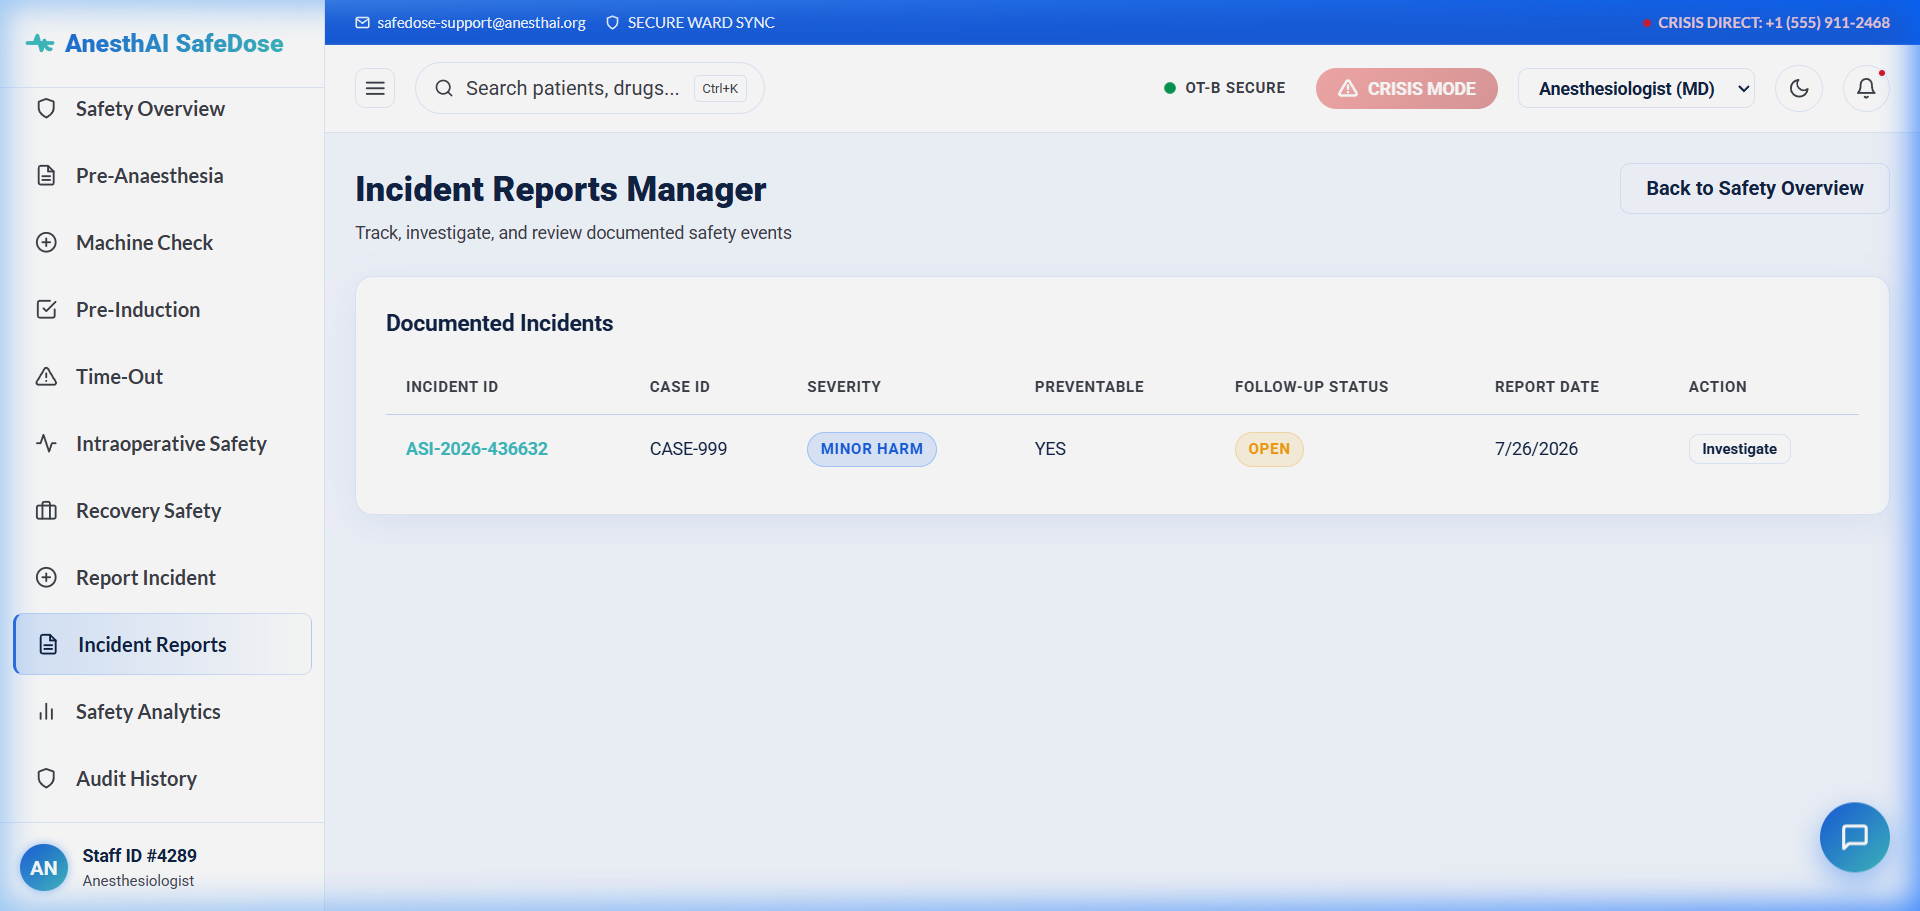 AnesthAI SafeDose
Safety Overview
Pre-Anaesthesia
Machine Check
Pre-Induction
Time-Out
Intraoperative Safety
Recovery Safety
Report Incident
Incident Reports
Safety Analytics
Audit History
AN
Staff ID #4289
Anesthesiologist
safedose-support@anesthai.org SECURE WARD SYNC CRISIS DIRECT: +1 (555) 911-2468
Search patients, drugs... Ctrl+K OT-B SECURE CRISIS MODE Anesthesiologist (MD)
Incident Reports Manager
Back to Safety Overview
Track, investigate, and review documented safety events
Documented Incidents
INCIDENT ID CASE ID SEVERITY PREVENTABLE FOLLOW-UP STATUS REPORT DATE ACTION
ASI-2026-436632 CASE-999 MINOR HARM YES OPEN 7/26/2026 Investigate